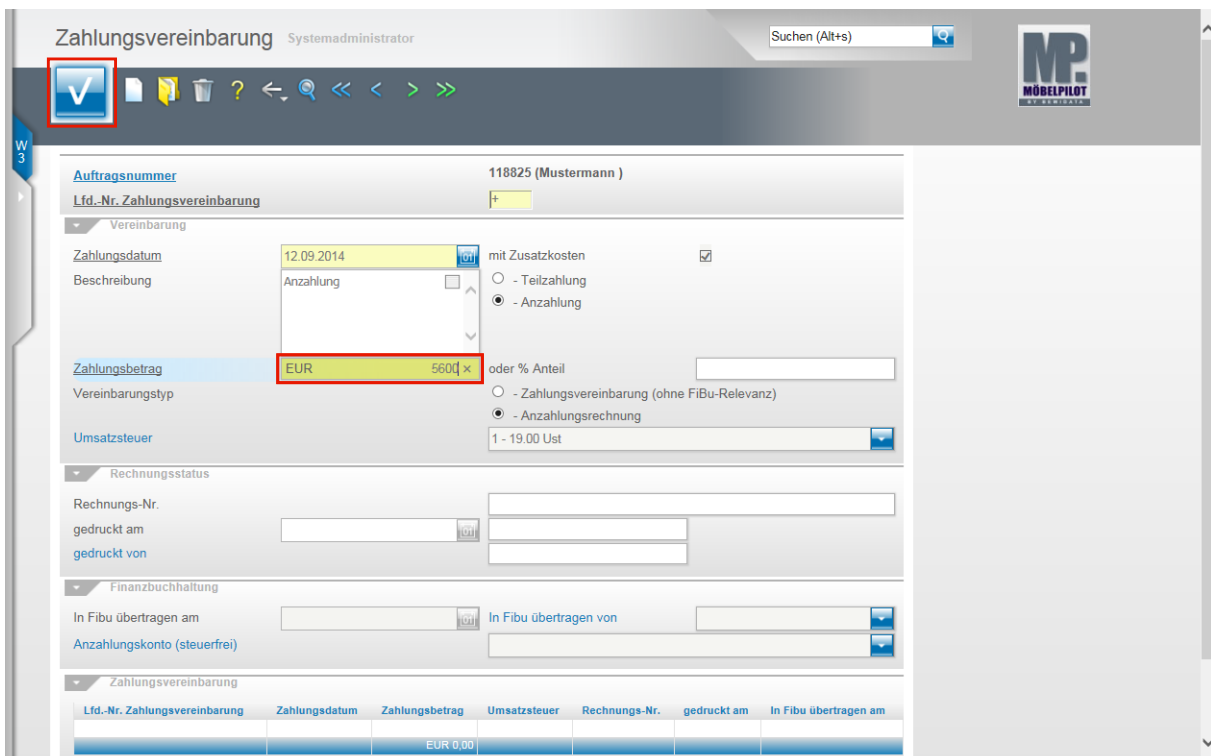 Zahlungsvereinbarung Systemadministrator Suchen (Alt+s)
MP.
MÖBELPILOT
W
3
Auftragsnummer 118825 (Mustermann )
Lfd.-Nr. Zahlungsvereinbarung +
Vereinbarung
Zahlungsdatum 12.09.2014 mit Zusatzkosten
Beschreibung Anzahlung - Teilzahlung
- Anzahlung
Zahlungsbetrag EUR 5600 × oder % Anteil
Vereinbarungstyp - Zahlungsvereinbarung (ohne FiBu-Relevanz)
- Anzahlungsrechnung
Umsatzsteuer 1 - 19.00 Ust
Rechnungsstatus
Rechnungs-Nr.
gedruckt am
gedruckt von
Finanzbuchhaltung
In Fibu übertragen am In Fibu übertragen von
Anzahlungskonto (steuerfrei)
Zahlungsvereinbarung
Lfd.-Nr. Zahlungsvereinbarung Zahlungsdatum Zahlungsbetrag Umsatzsteuer Rechnungs-Nr. gedruckt am In Fibu übertragen am
EUR 0,00